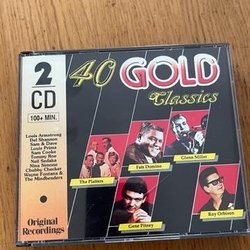 2
CD
100+ MIN.
40 GOLD
Classics
Louis Armstrong
Del Shannon
Sam & Dave
Louis Prima
Sam Cooke
Tommy Roe
Neil Sedaka
Nina Simone
Chubby Checker
Wayne Fontana &
The Mindbenders
The Platters
Fats Domino
Glenn Miller
Gene Pitney
Roy Orbison
Original
Recordings